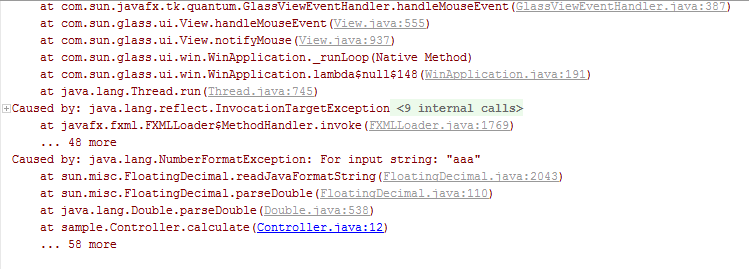 at com.sun.javafx.tk.quantum.GlassViewEventHandler.handleMouseEvent(GlassViewEventHandler.java:387)
at com.sun.glass.ui.View.handleMouseEvent(View.java:555)
at com.sun.glass.ui.View.notifyMouse(View.java:937)
at com.sun.glass.ui.win.WinApplication._runLoop(Native Method)
at com.sun.glass.ui.win.WinApplication.lambda$null$148(WinApplication.java:191)
at java.lang.Thread.run(Thread.java:745)
Caused by: java.lang.reflect.InvocationTargetException <9 internal calls>
at javafx.fxml.FXMLLoader$MethodHandler.invoke(FXMLLoader.java:1769)
... 48 more
Caused by: java.lang.NumberFormatException: For input string: "aaa"
at sun.misc.FloatingDecimal.readJavaFormatString(FloatingDecimal.java:2043)
at sun.misc.FloatingDecimal.parseDouble(FloatingDecimal.java:110)
at java.lang.Double.parseDouble(Double.java:538)
at sample.Controller.calculate(Controller.java:12)
... 58 more